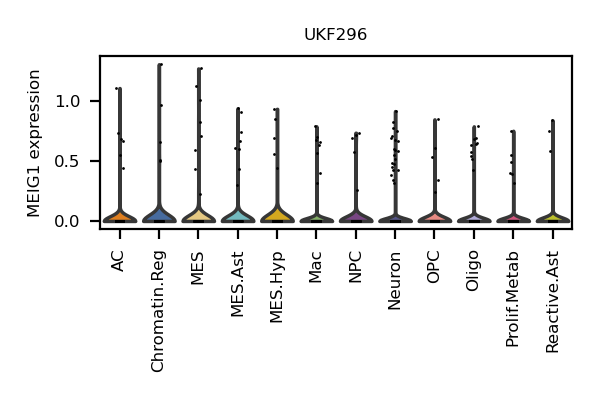 UKF296
MEIG1 expression
1.0
0.5
0.0
AC
Chromatin.Reg
MES
MES.Ast
MES.Hyp
Mac
NPC
Neuron
OPC
Oligo
Prolif.Metab
Reactive.Ast